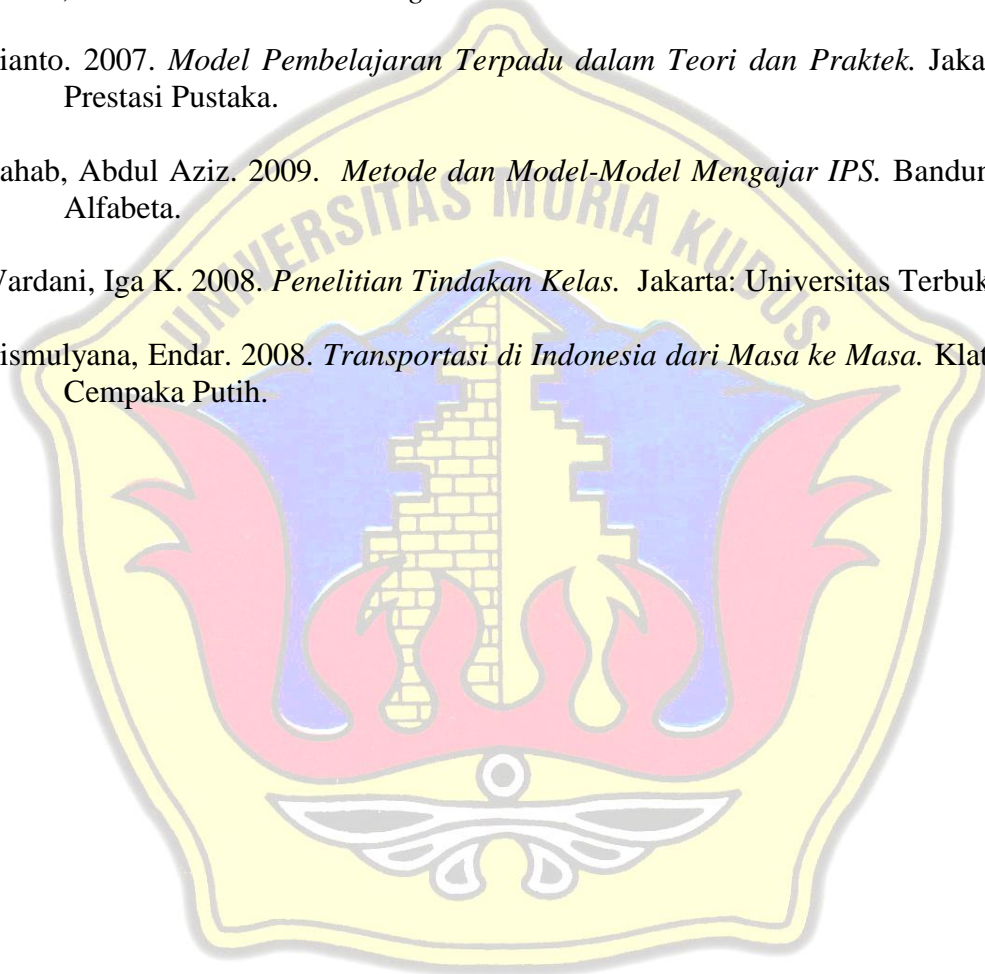 ianto. 2007. Model Pembelajaran Terpadu dalam Teori dan Praktek. Jaka
Prestasi Pustaka.
ahab, Abdul Aziz. 2009. Metode dan Model-Model Mengajar IPS. Bandun
Alfabeta.
Wardani, Iga K. 2008. Penelitian Tindakan Kelas. Jakarta: Universitas Terbuk
ismulyana, Endar. 2008. Transportasi di Indonesia dari Masa ke Masa. Klat
Cempaka Putih.
UNIVERSITAS MURIA KUDUS